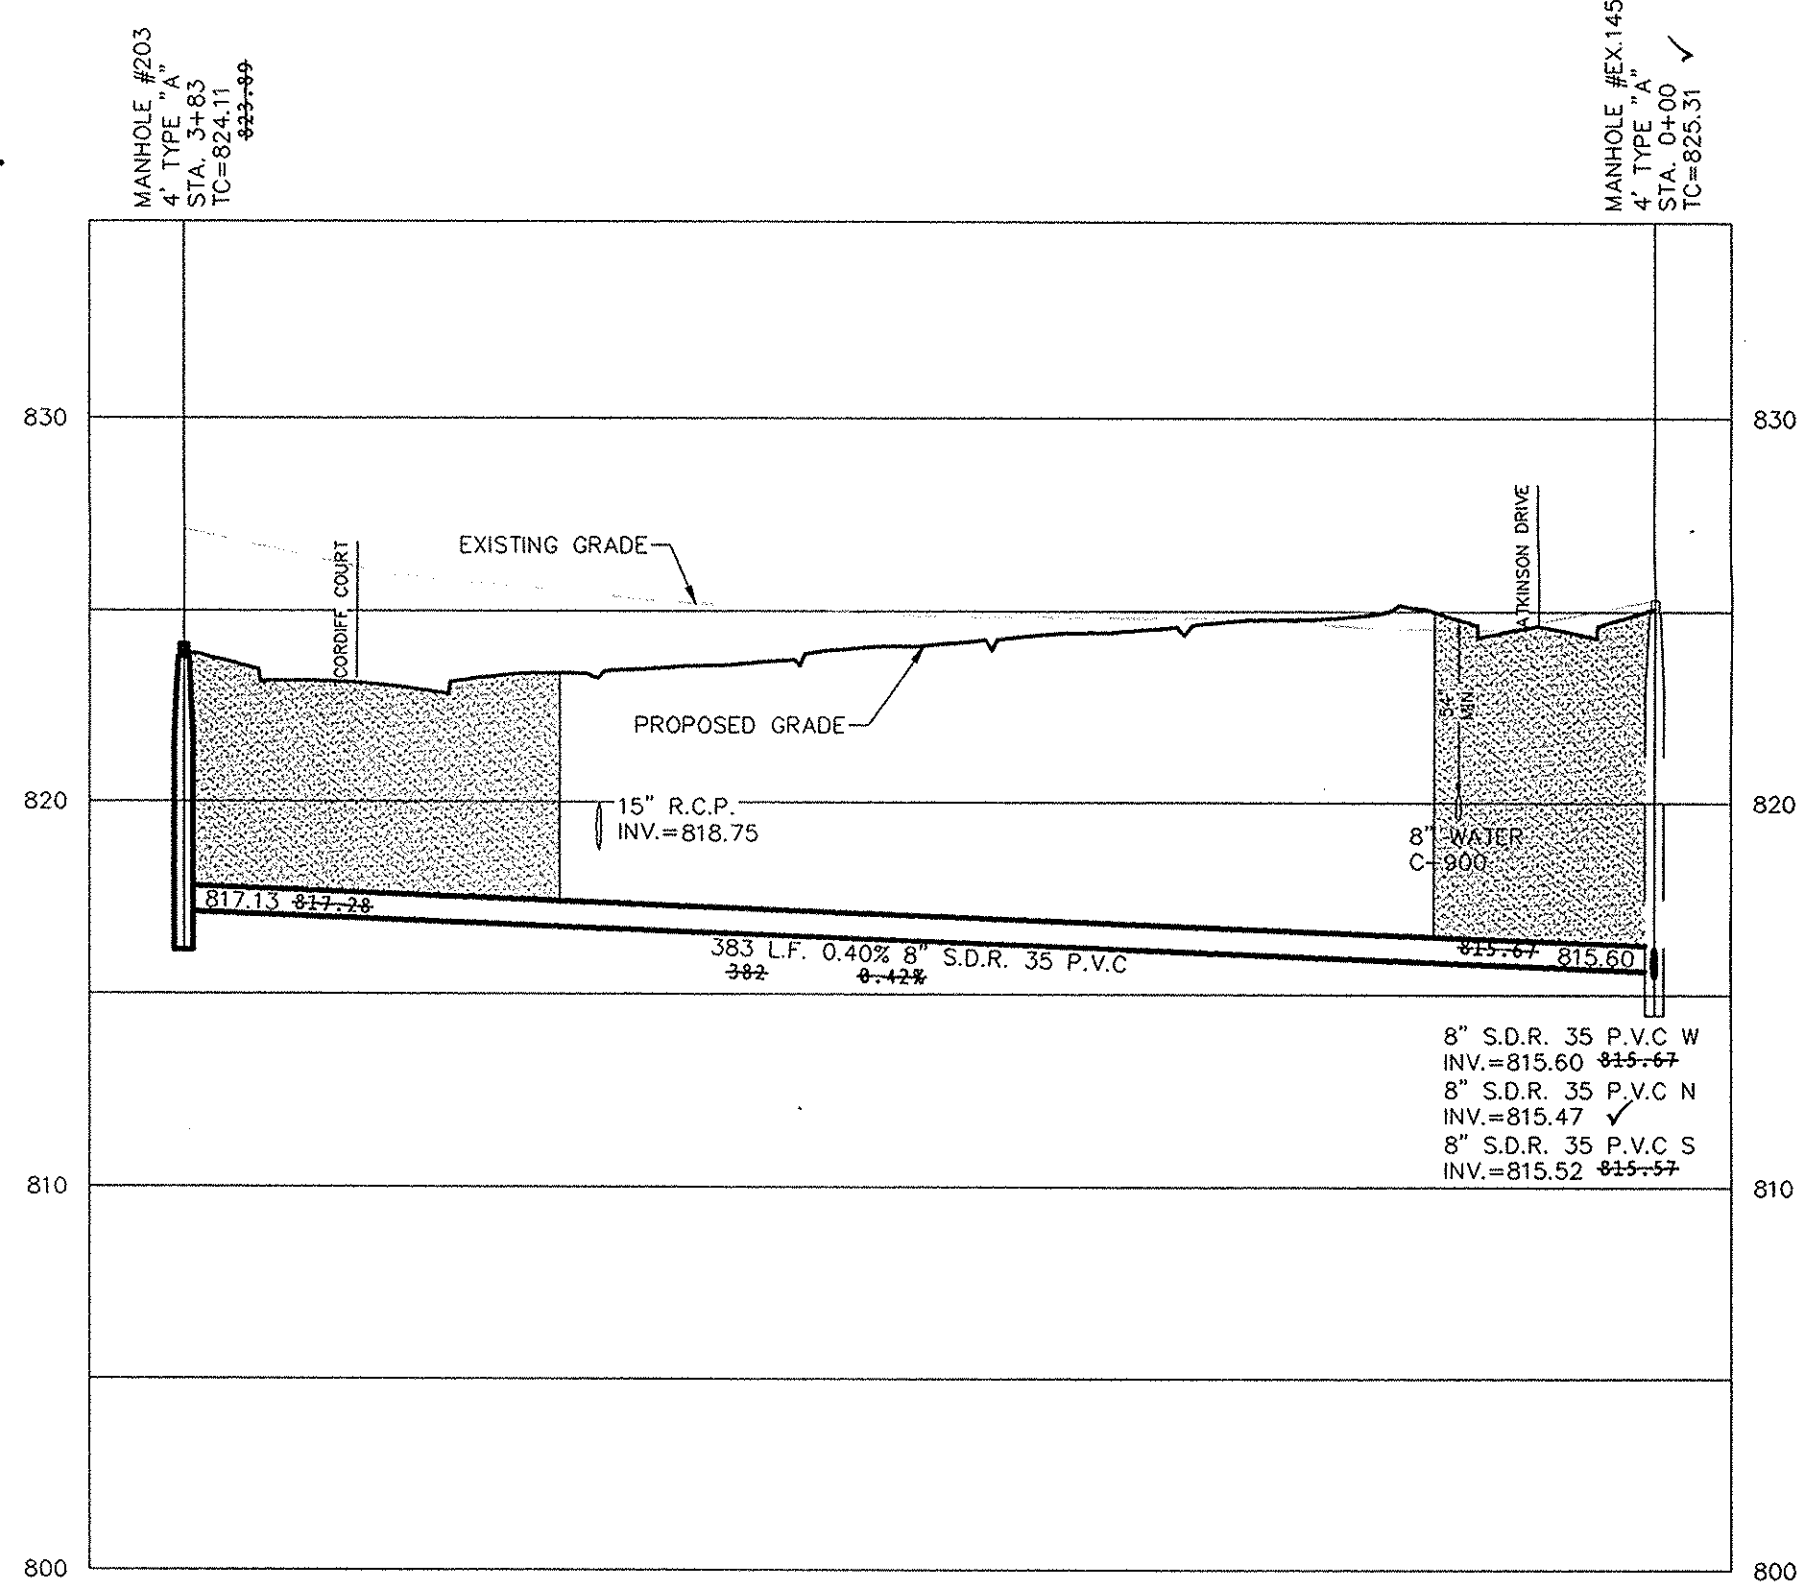 MANHOLE #203
4' TYPE "A"
STA. 3+83
TC=824.11
823.89
MANHOLE #EX.145
4' TYPE "A"
STA. 0+00
TC=825.31 ✓
830
830
EXISTING GRADE
CORDIFF COURT
ATKINSON DRIVE
PROPOSED GRADE
54"
MIN
820
820
15" R.C.P.
INV.=818.75
8" WATER
C-900
817.13 817.28
383 L.F. 0.40% 8" S.D.R. 35 P.V.C
382 0.42%
815.67 815.60
8" S.D.R. 35 P.V.C W
INV.=815.60 815.67
8" S.D.R. 35 P.V.C N
INV.=815.47 ✓
8" S.D.R. 35 P.V.C S
INV.=815.52 815.57
810
810
800
800